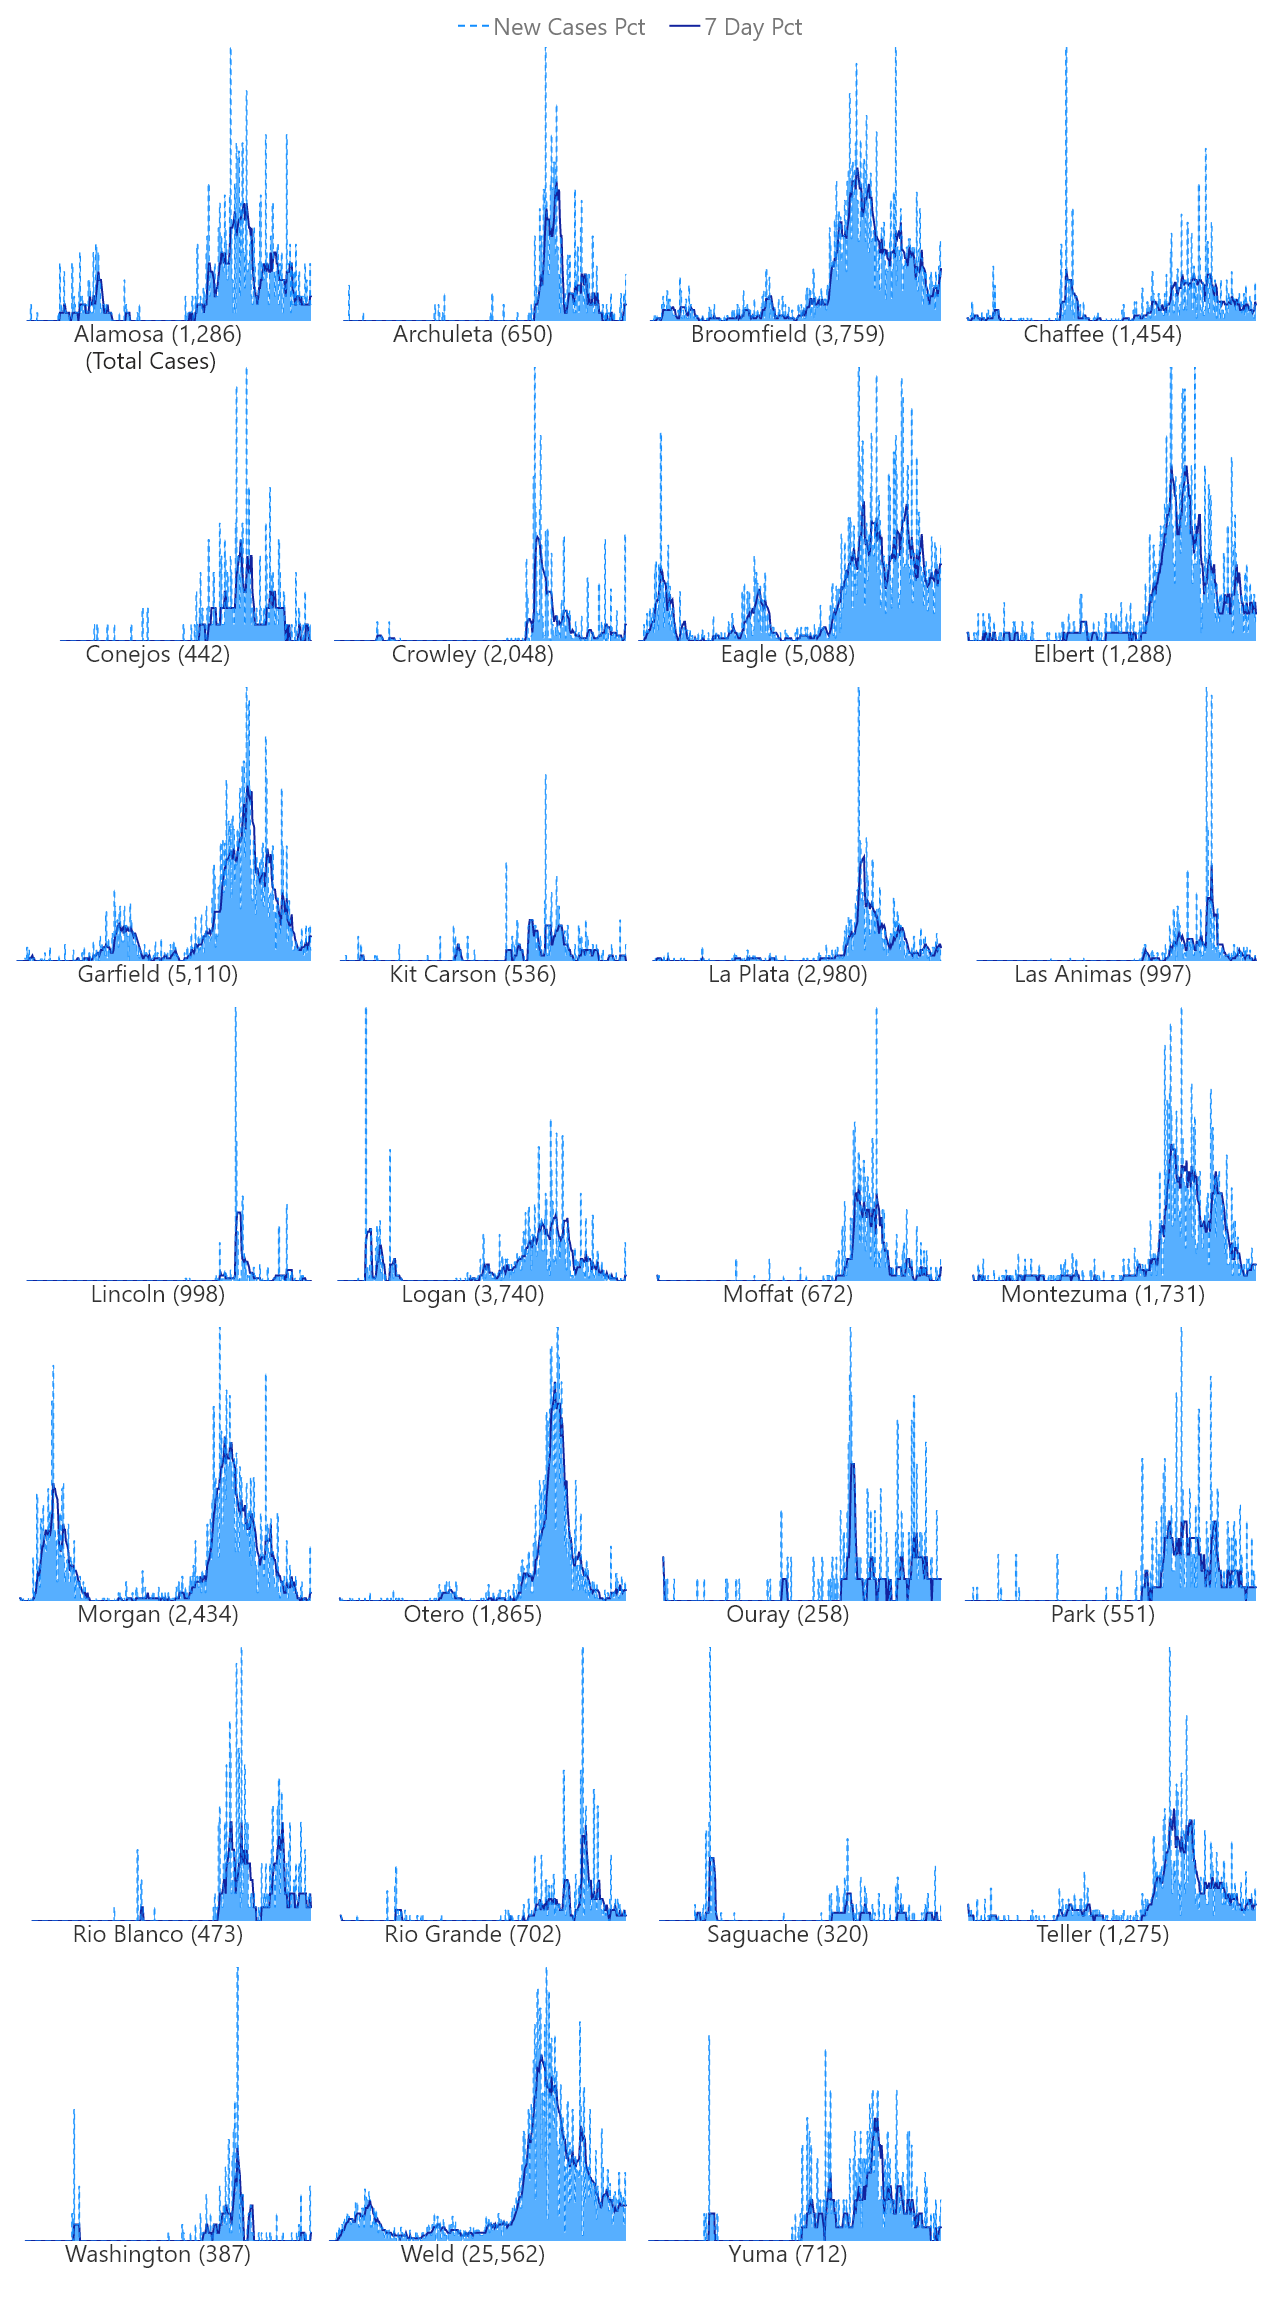 New Cases Pct 7 Day Pct
Alamosa (1,286) Archuleta (650) Broomfield (3,759) Chaffee (1,454)
(Total Cases)
Conejos (442) Crowley (2,048) Eagle (5,088) Elbert (1,288)
Garfield (5,110) Kit Carson (536) La Plata (2,980) Las Animas (997)
Lincoln (998) Logan (3,740) Moffat (672) Montezuma (1,731)
Morgan (2,434) Otero (1,865) Ouray (258) Park (551)
Rio Blanco (473) Rio Grande (702) Saguache (320) Teller (1,275)
Washington (387) Weld (25,562) Yuma (712)